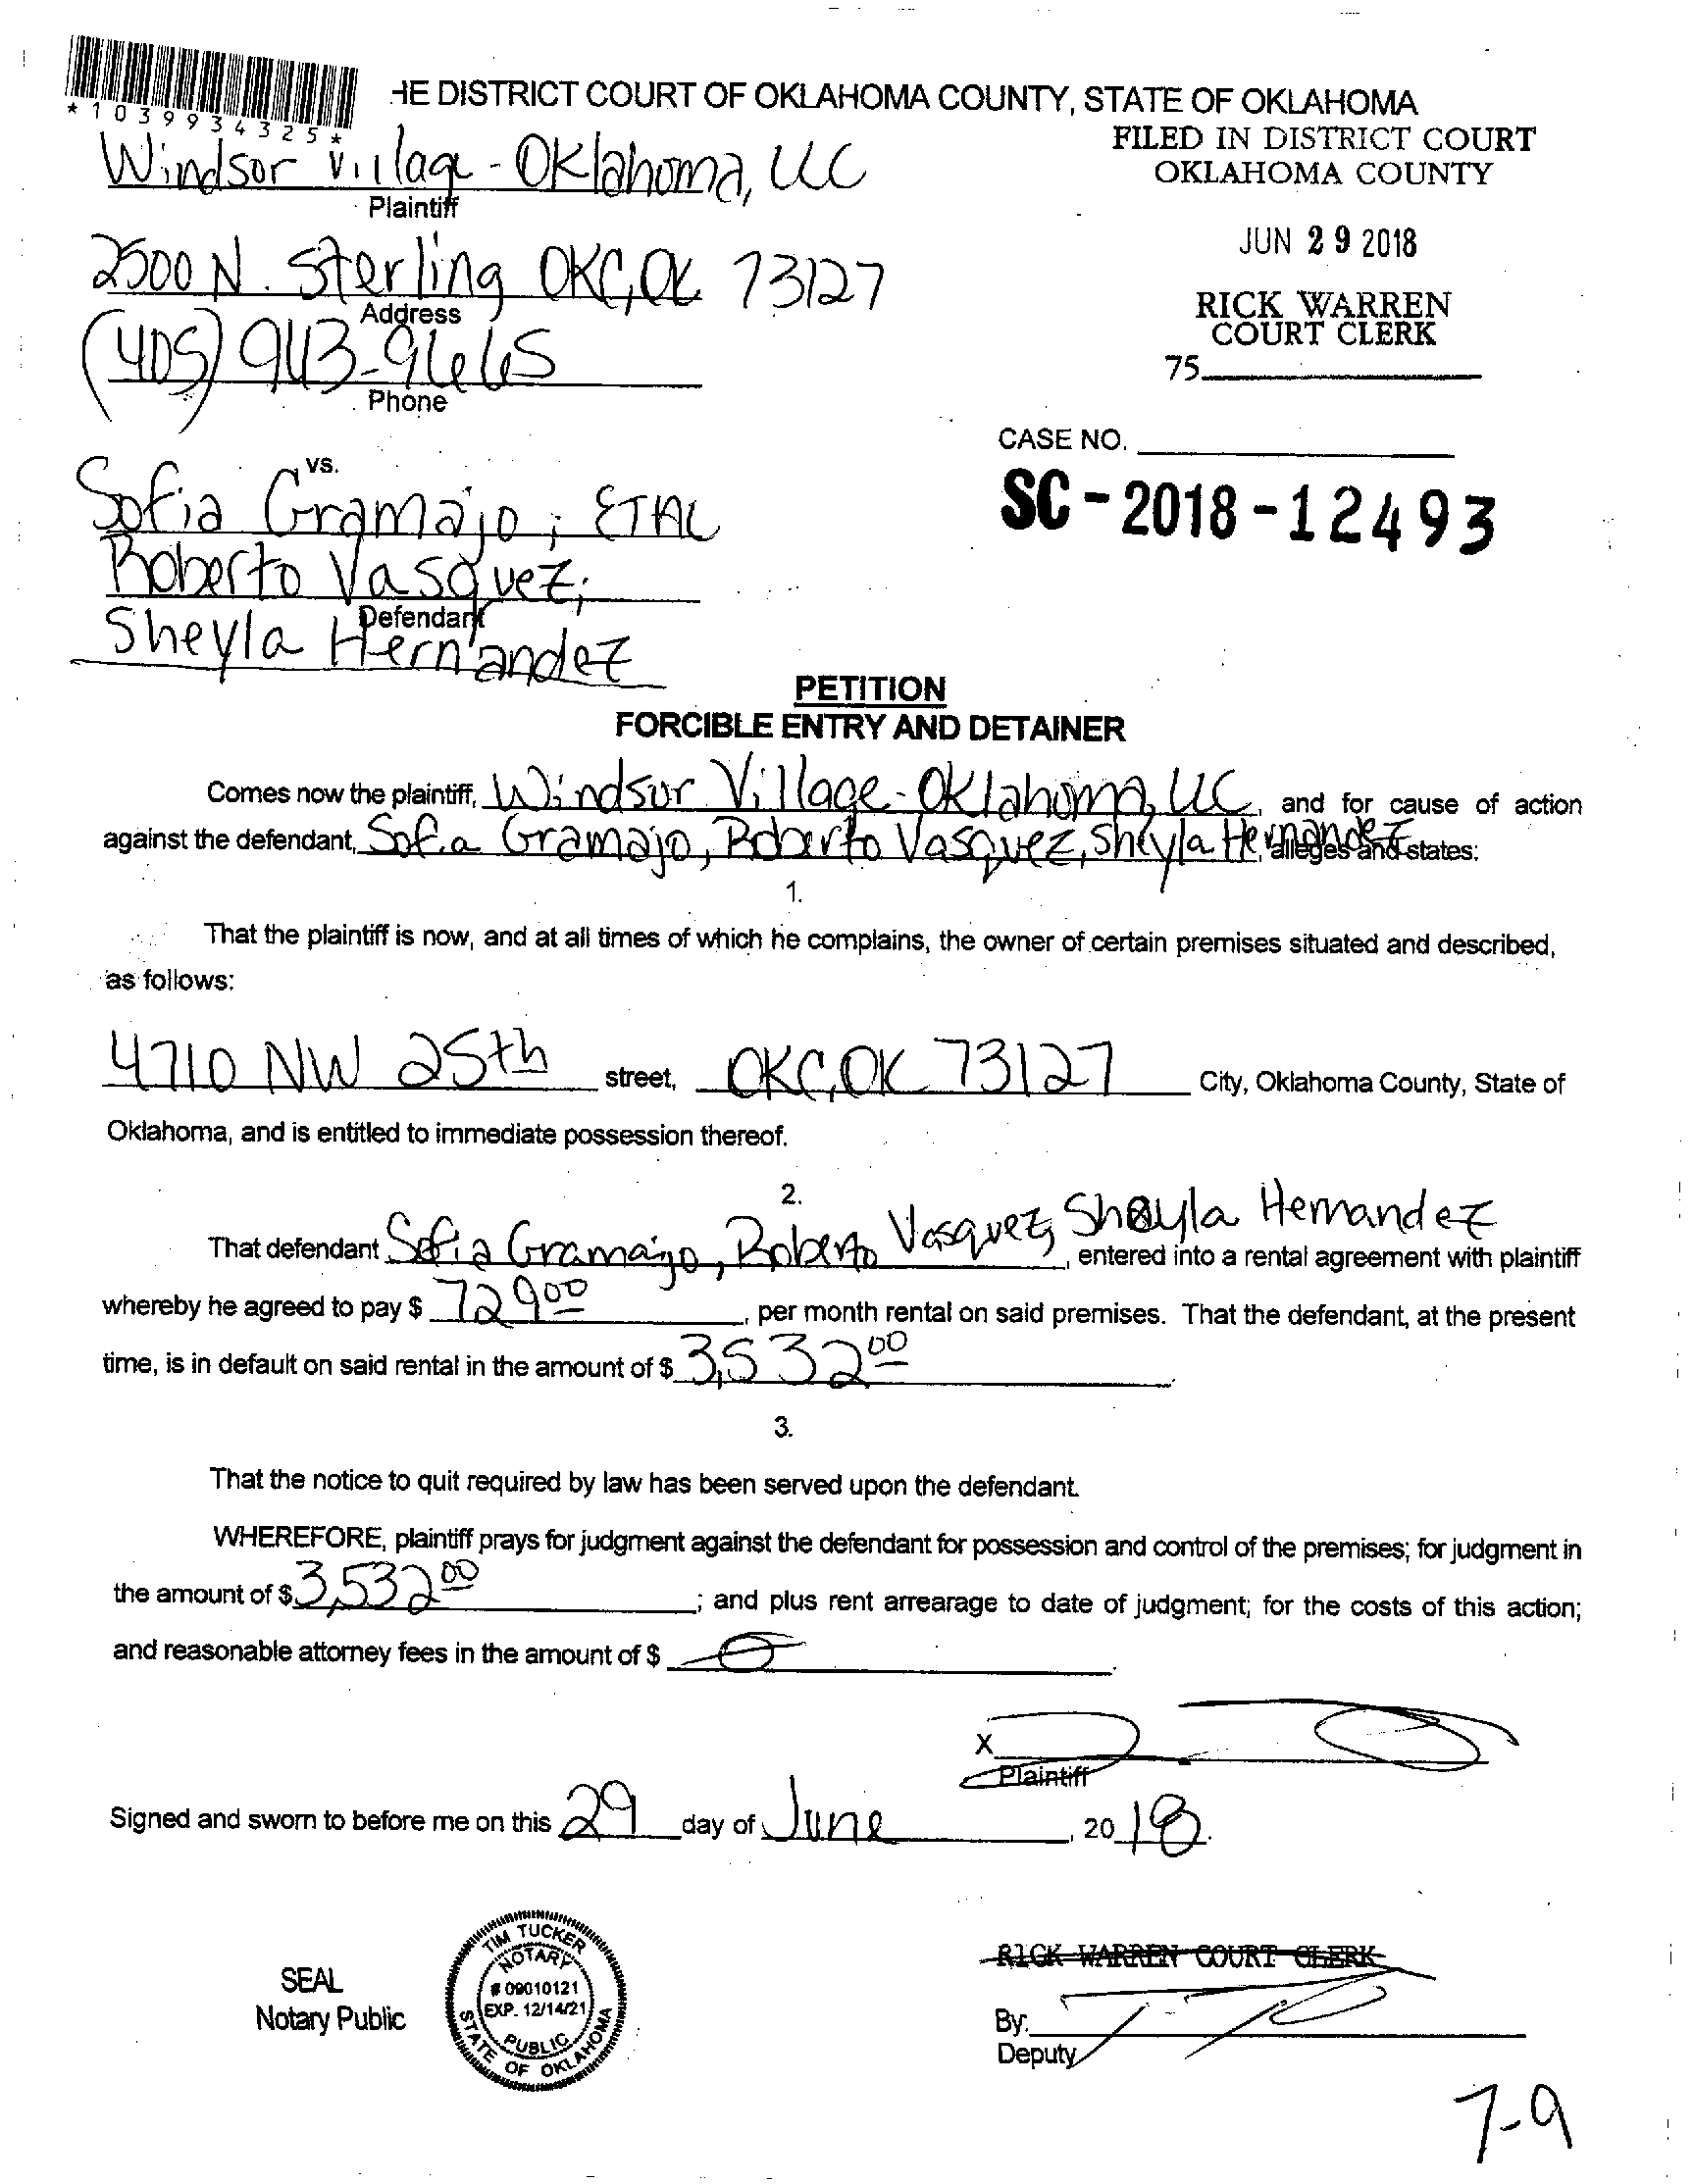 *1039934325*
HE DISTRICT COURT OF OKLAHOMA COUNTY, STATE OF OKLAHOMA
FILED IN DISTRICT COURT
OKLAHOMA COUNTY
JUN 29 2018
RICK WARREN
COURT CLERK
75
Windsor Village - Oklahoma, LLC
Plaintiff
2500 N. Sterling OKC, OK 73127
Address
(405) 943-9665
Phone
CASE NO.
SC-2018-12493
vs.
Sofia Gramajo; ETAL
Roberto Vasquez;
Defendant
Sheyla Hernandez
PETITION
FORCIBLE ENTRY AND DETAINER
Comes now the plaintiff, Windsor Village-Oklahoma, LLC, and for cause of action
against the defendant, Sofia Gramajo, Roberto Vasquez, Sheyla Hernandez, alleges and states:
1.
That the plaintiff is now, and at all times of which he complains, the owner of certain premises situated and described,
as follows:
4710 NW 25th street, OKC, OK 73127 City, Oklahoma County, State of
Oklahoma, and is entitled to immediate possession thereof.
2.
That defendant Sofia Gramajo, Roberto Vasquez, Sheyla Hernandez, entered into a rental agreement with plaintiff
whereby he agreed to pay $ 729.00, per month rental on said premises. That the defendant, at the present
time, is in default on said rental in the amount of $ 3,532.00
3.
That the notice to quit required by law has been served upon the defendant.
WHEREFORE, plaintiff prays for judgment against the defendant for possession and control of the premises; for judgment in
the amount of $ 3,532.00; and plus rent arrearage to date of judgment; for the costs of this action;
and reasonable attorney fees in the amount of $ 0
X
Plaintiff
Signed and sworn to before me on this 29 day of June, 2018.
SEAL
Notary Public
TIM TUCKER
NOTARY
# 09010121
EXP. 12/14/21
PUBLIC
STATE OF OKLAHOMA
RICK WARREN COURT CLERK
By:
Deputy
7-9